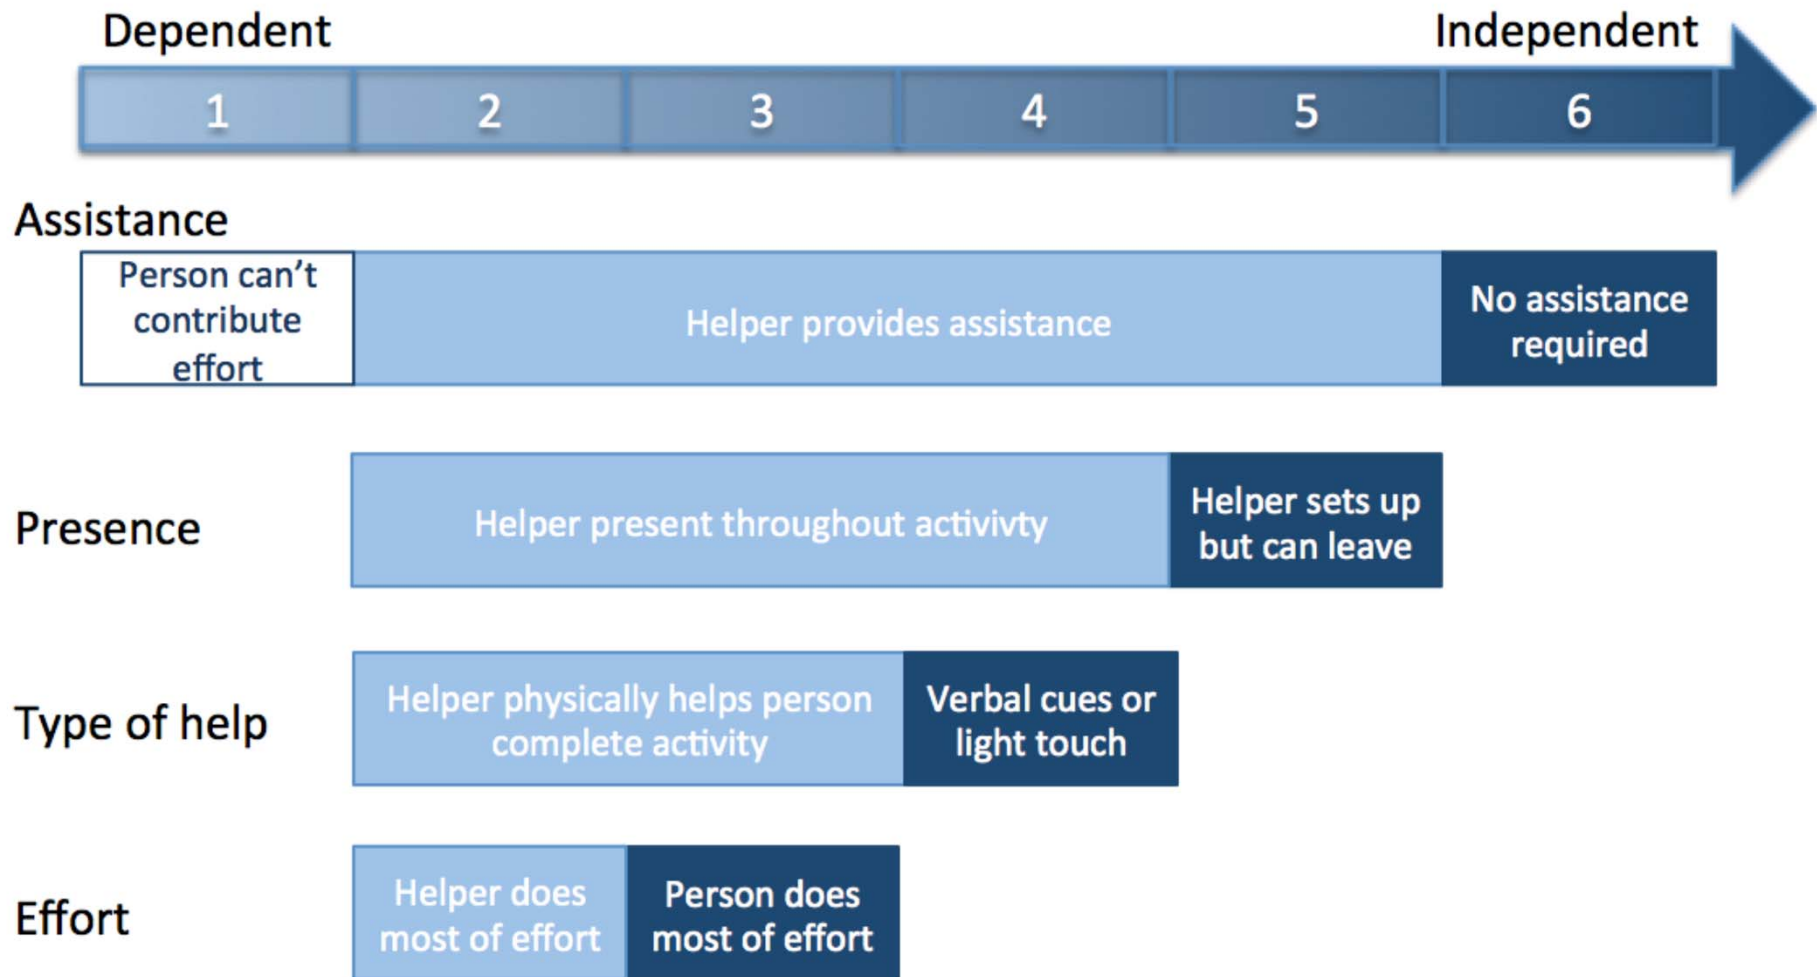 Dependent
Independent
1
2
3
4
5
6
Assistance
Person can't
contribute
effort
Helper provides assistance
No assistance
required
Presence
Helper present throughout activivty
Helper sets up
but can leave
Type of help
Helper physically helps person
complete activity
Verbal cues or
light touch
Effort
Helper does
most of effort
Person does
most of effort